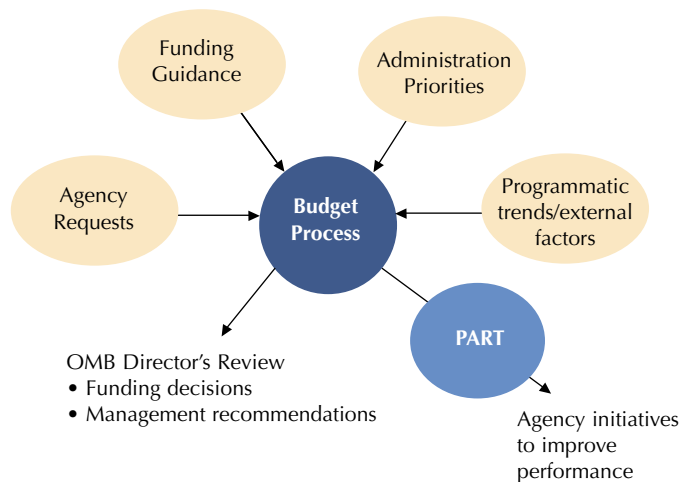 Funding
Guidance
Administration
Priorities
Agency
Requests
Budget
Process
Programmatic
trends/external
factors
PART
OMB Director’s Review
• Funding decisions
• Management recommendations
Agency initiatives
to improve
performance